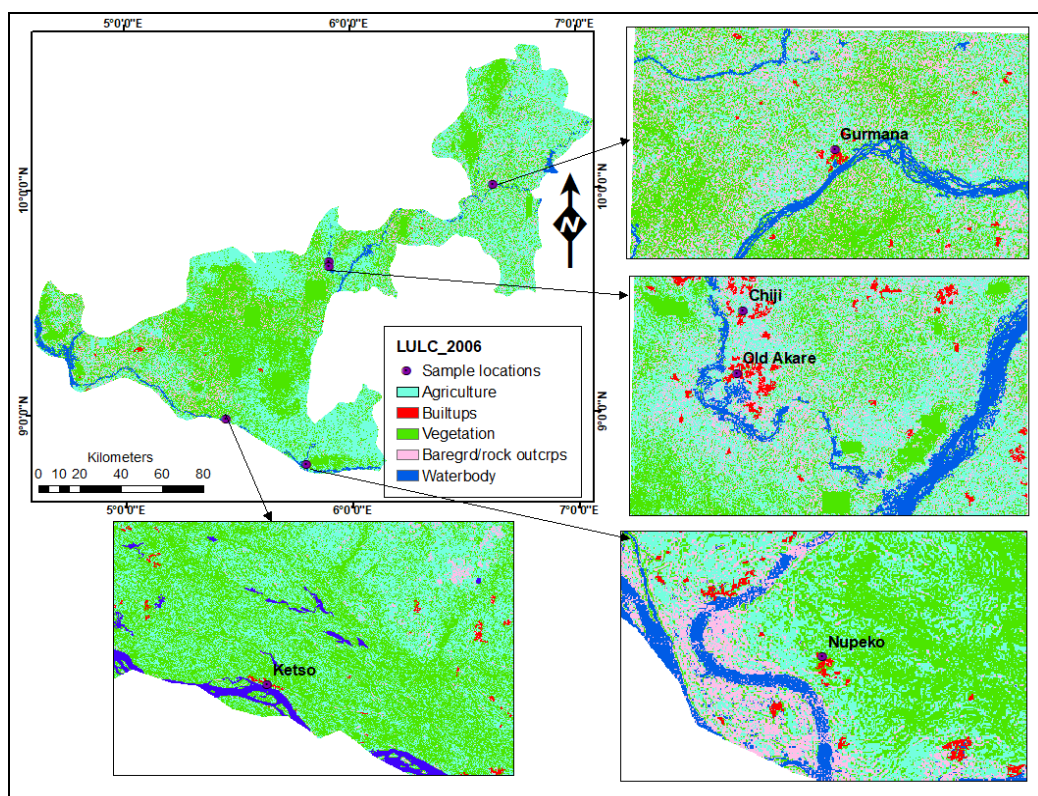 5°0'0"E
6°0'0"E
7°0'0"E
10°0'0"N
9°0'0"N
10°0'0"N
9°0'0"N
N
LULC_2006
Sample locations
Agriculture
Builtups
Vegetation
Baregrd/rock outcrps
Waterbody
Kilometers
0 10 20 40 60 80
5°0'0"E
6°0'0"E
7°0'0"E
Gurmana
Chiji
Old Akare
Ketso
Nupeko